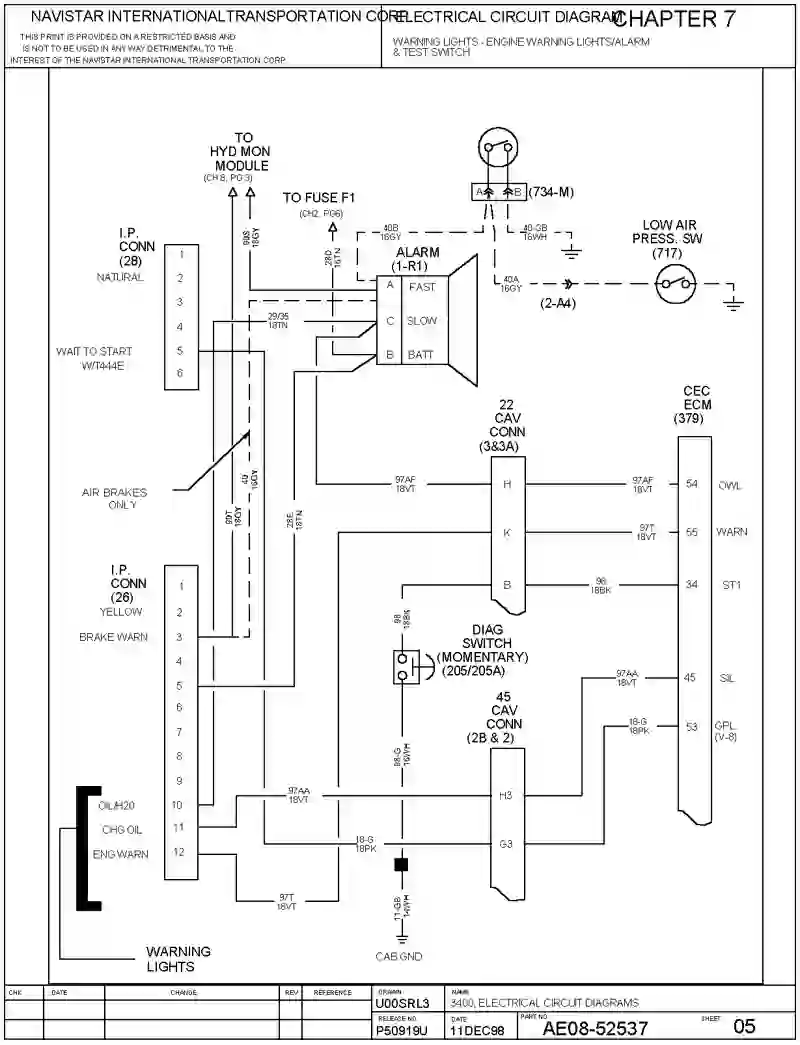 NAVISTAR INTERNATIONAL TRANSPORTATION CORP.
THIS PRINT IS PROVIDED ON A RESTRICTED BASIS AND
IS NOT TO BE USED IN ANY WAY DETRIMENTAL TO THE
INTEREST OF THE NAVISTAR INTERNATIONAL TRANSPORTATION CORP
ELECTRICAL CIRCUIT DIAGRAM
CHAPTER 7
WARNING LIGHTS - ENGINE WARNING LIGHTS/ALARM
& TEST SWITCH
TO
HYD MON
MODULE
(CH 8, PG 3)
TO FUSE F1
(CH2, PG6)
A
B
(734-M)
40B
16GY
40-GB
16WH
LOW AIR
PRESS. SW
(717)
40A
16GY
(2-A4)
18GY
28D
16TN
ALARM
(1-R1)
A FAST
C SLOW
B BATT
I.P.
CONN
(28)
NATURAL
1
2
3
4
5
6
WAIT TO START
W/T444E
29/35
18TN
AIR BRAKES
ONLY
40
16GY
90T
18GY
28E
18TN
22
CAV
CONN
(3&3A)
H
K
B
97AF
18VT
97AF
18VT
97T
18VT
98
18BK
CEC
ECM
(379)
54 OWL
55 WARN
34 ST1
45 SIL
53 GPL
(V-8)
98
18BK
DIAG
SWITCH
(MOMENTARY)
(205/205A)
97AA
18VT
18-G
18PK
45
CAV
CONN
(2B & 2)
H3
G3
98-G
16WH
I.P.
CONN
(26)
YELLOW
BRAKE WARN
1
2
3
4
5
6
7
8
9
10
11
12
OIL/H20
CHG OIL
ENG WARN
97AA
18VT
18-G
18PK
97T
18VT
11-GB
CAB GND
WARNING
LIGHTS
CHK
DATE
CHANGE
REV
REFERENCE
DRAWN
U00SRL3
NAME
3400, ELECTRICAL CIRCUIT DIAGRAMS
RELEASE NO.
P50919U
DATE
11DEC98
PART NO.
AE08-52537
SHEET
05